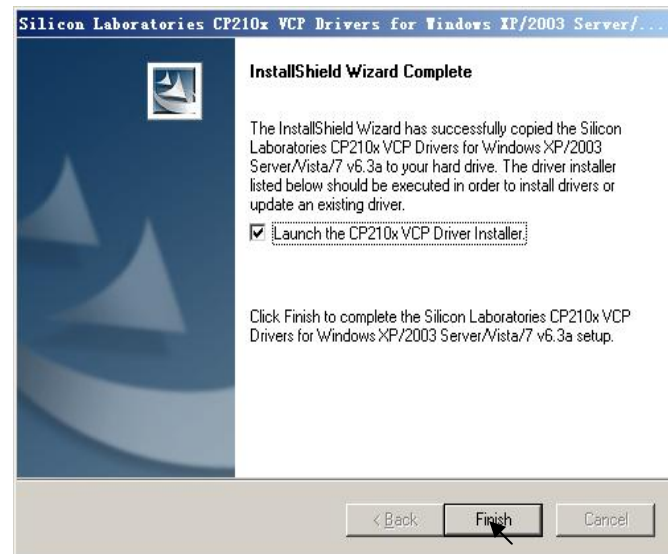 Silicon Laboratories CP210x VCP Drivers for Windows XP/2003 Server/...
InstallShield Wizard Complete
The InstallShield Wizard has successfully copied the Silicon
Laboratories CP210x VCP Drivers for Windows XP/2003
Server/Vista/7 v6.3a to your hard drive. The driver installer
listed below should be executed in order to install drivers or
update an existing driver.
Launch the CP210x VCP Driver Installer.
Click Finish to complete the Silicon Laboratories CP210x VCP
Drivers for Windows XP/2003 Server/Vista/7 v6.3a setup.
< Back
Finish
Cancel